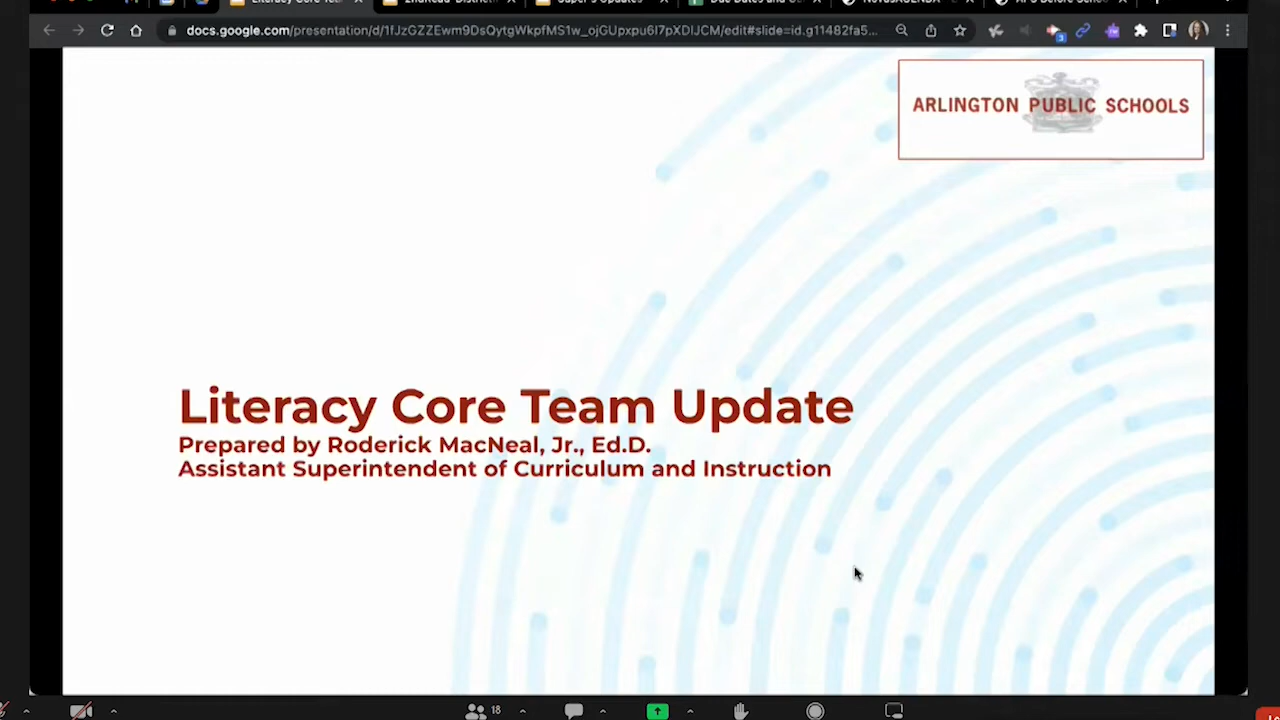 docs.google.com/presentation/d/1fJzGZZEwm9DsQytgWkpfMS1w_ojGUpxpu6I7pXDIJCM/edit#slide=id.g11482fa5...
3
ARLINGTON PUBLIC SCHOOLS
Literacy Core Team Update
Prepared by Roderick MacNeal, Jr., Ed.D.
Assistant Superintendent of Curriculum and Instruction
18